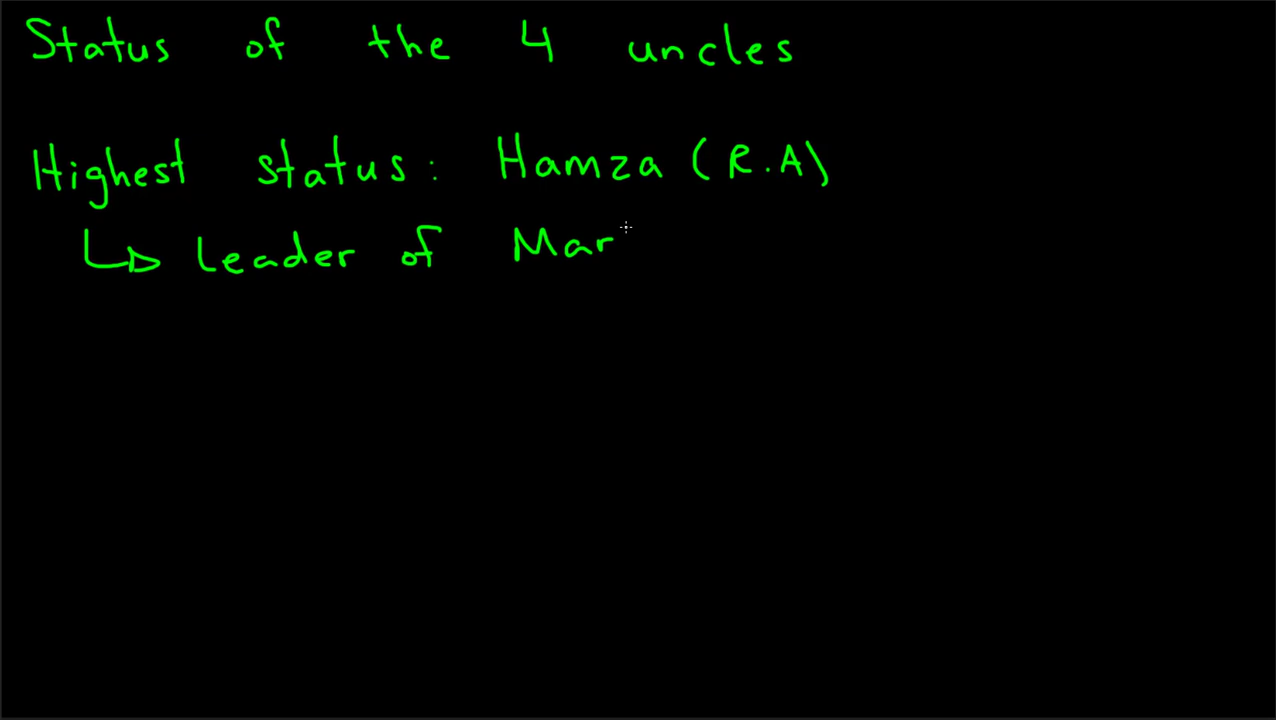 Status of the 4 uncles
Highest status: Hamza (R.A)
↳ Leader of Mar